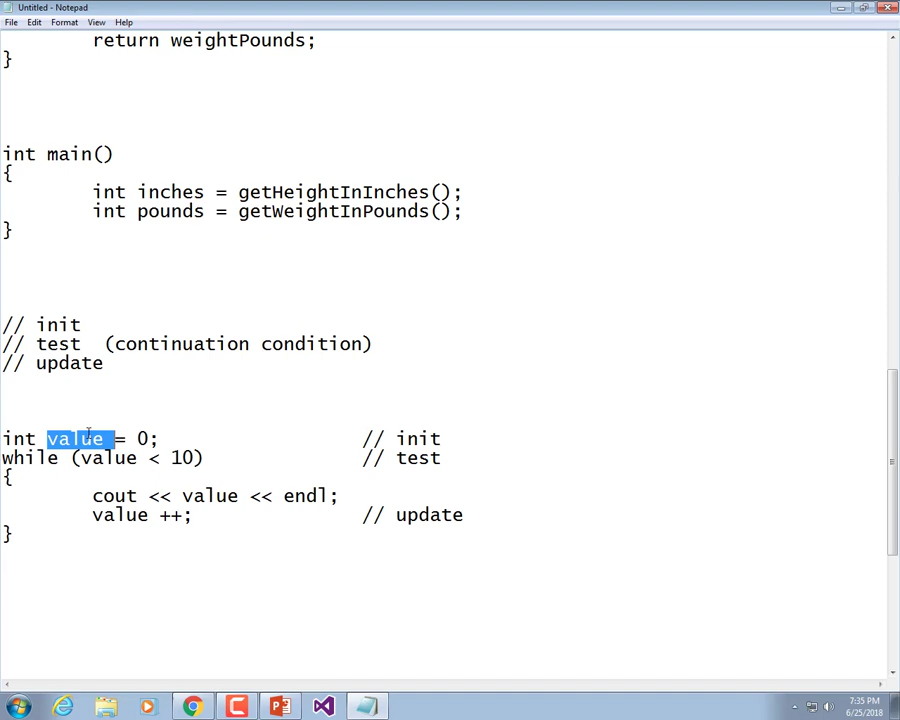 Untitled - Notepad
File Edit Format View Help
return weightPounds;
}
int main()
{
int inches = getHeightInInches();
int pounds = getWeightInPounds();
}
// init
// test (continuation condition)
// update
int value = 0; // init
while (value < 10) // test
{
cout << value << endl;
value ++; // update
}
7:35 PM
6/25/2018